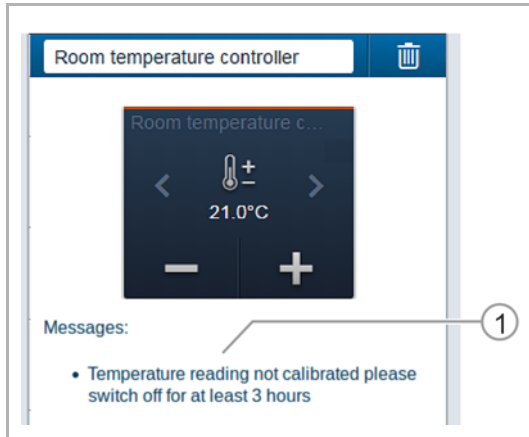 Room temperature controller
Room temperature c...
21.0°C
Messages:
1
• Temperature reading not calibrated please
switch off for at least 3 hours